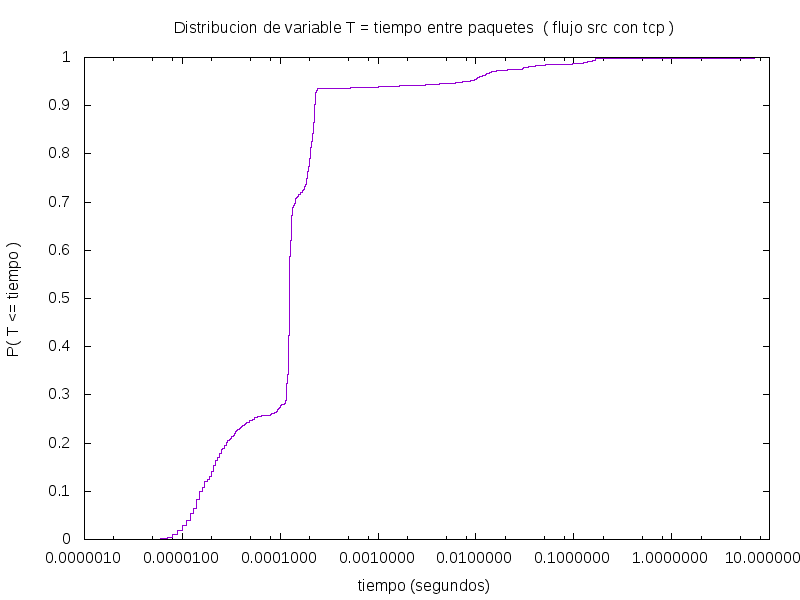 Distribucion de variable T = tiempo entre paquetes  ( flujo src con tcp )
1
0.9
0.8
0.7
0.6
0.5
0.4
0.3
0.2
0.1
0
P( T <= tiempo )
0.0000010 0.0000100 0.0001000 0.0010000 0.0100000 0.1000000 1.0000000 10.000000
tiempo (segundos)